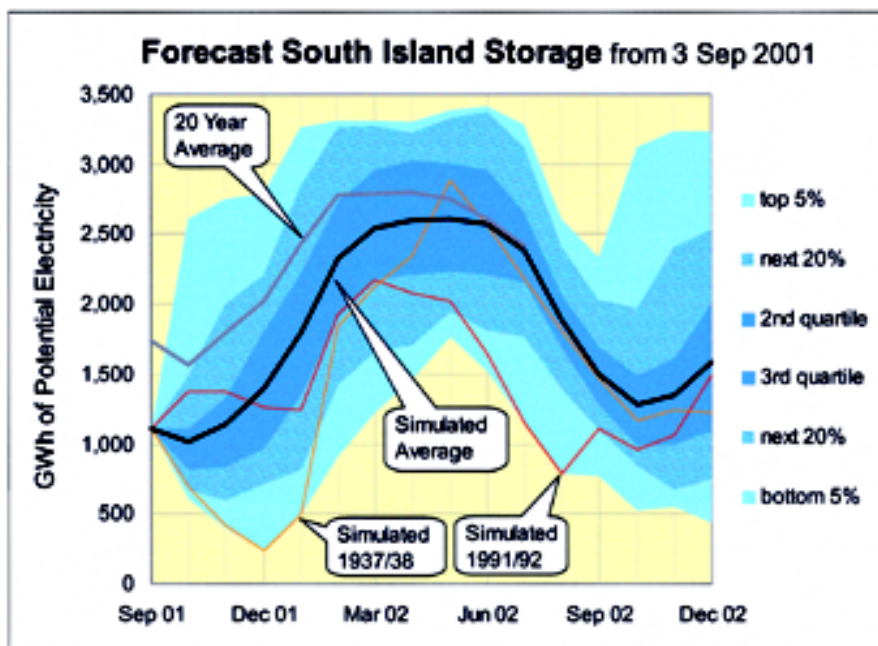 Forecast South Island Storage from 3 Sep 2001
GWh of Potential Electricity
3,500
3,000
2,500
2,000
1,500
1,000
500
0
20 Year
Average
Simulated
Average
Simulated
1937/38
Simulated
1991/92
top 5%
next 20%
2nd quartile
3rd quartile
next 20%
bottom 5%
Sep 01 Dec 01 Mar 02 Jun 02 Sep 02 Dec 02